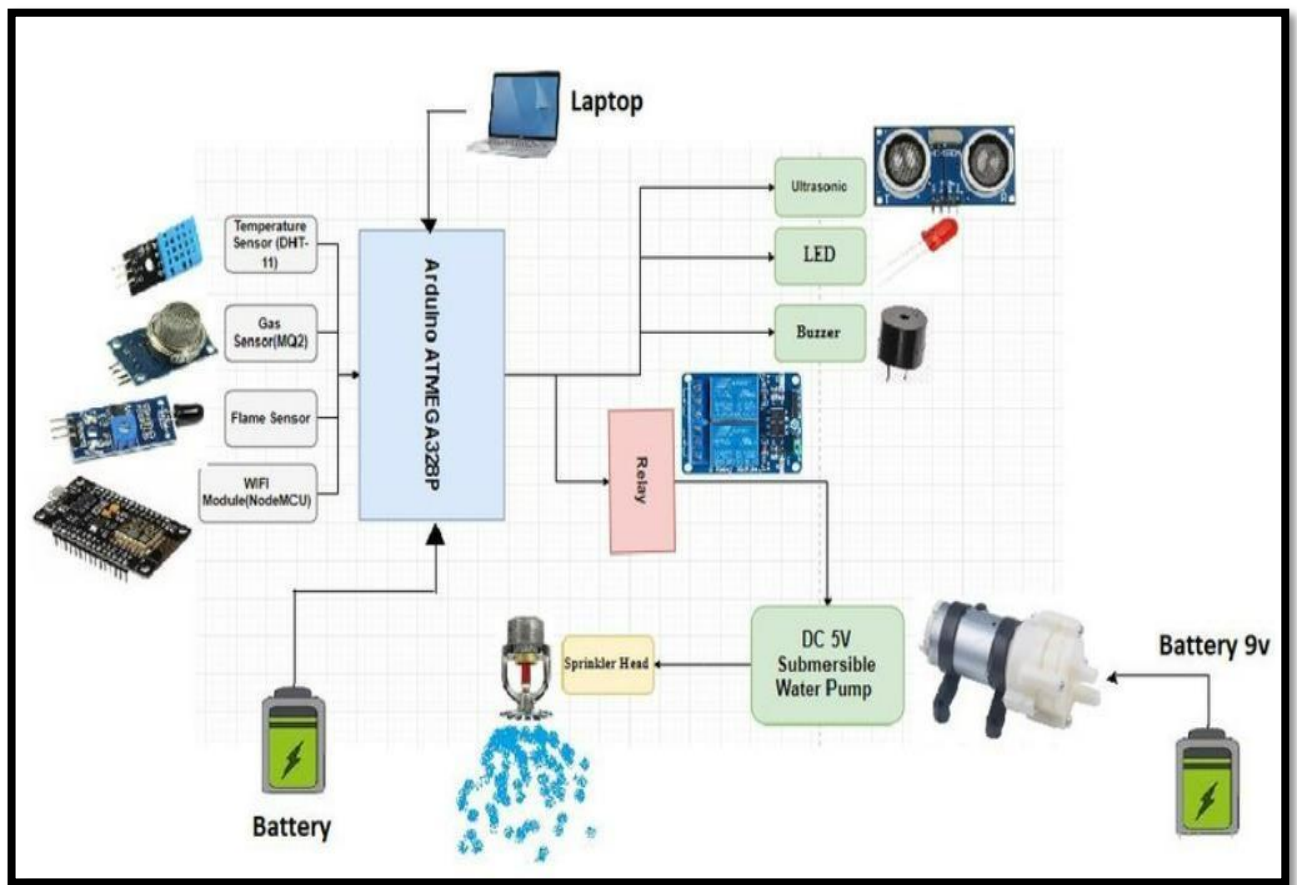 Laptop
Ultrasonic
Temperature
Sensor (DHT-
11)
LED
Gas
Sensor(MQ2)
Buzzer
Arduino ATMEGA328P
Flame Sensor
Relay
WIFI
Module(NodeMCU)
DC 5V
Submersible
Water Pump
Sprinkler Head
Battery 9v
Battery